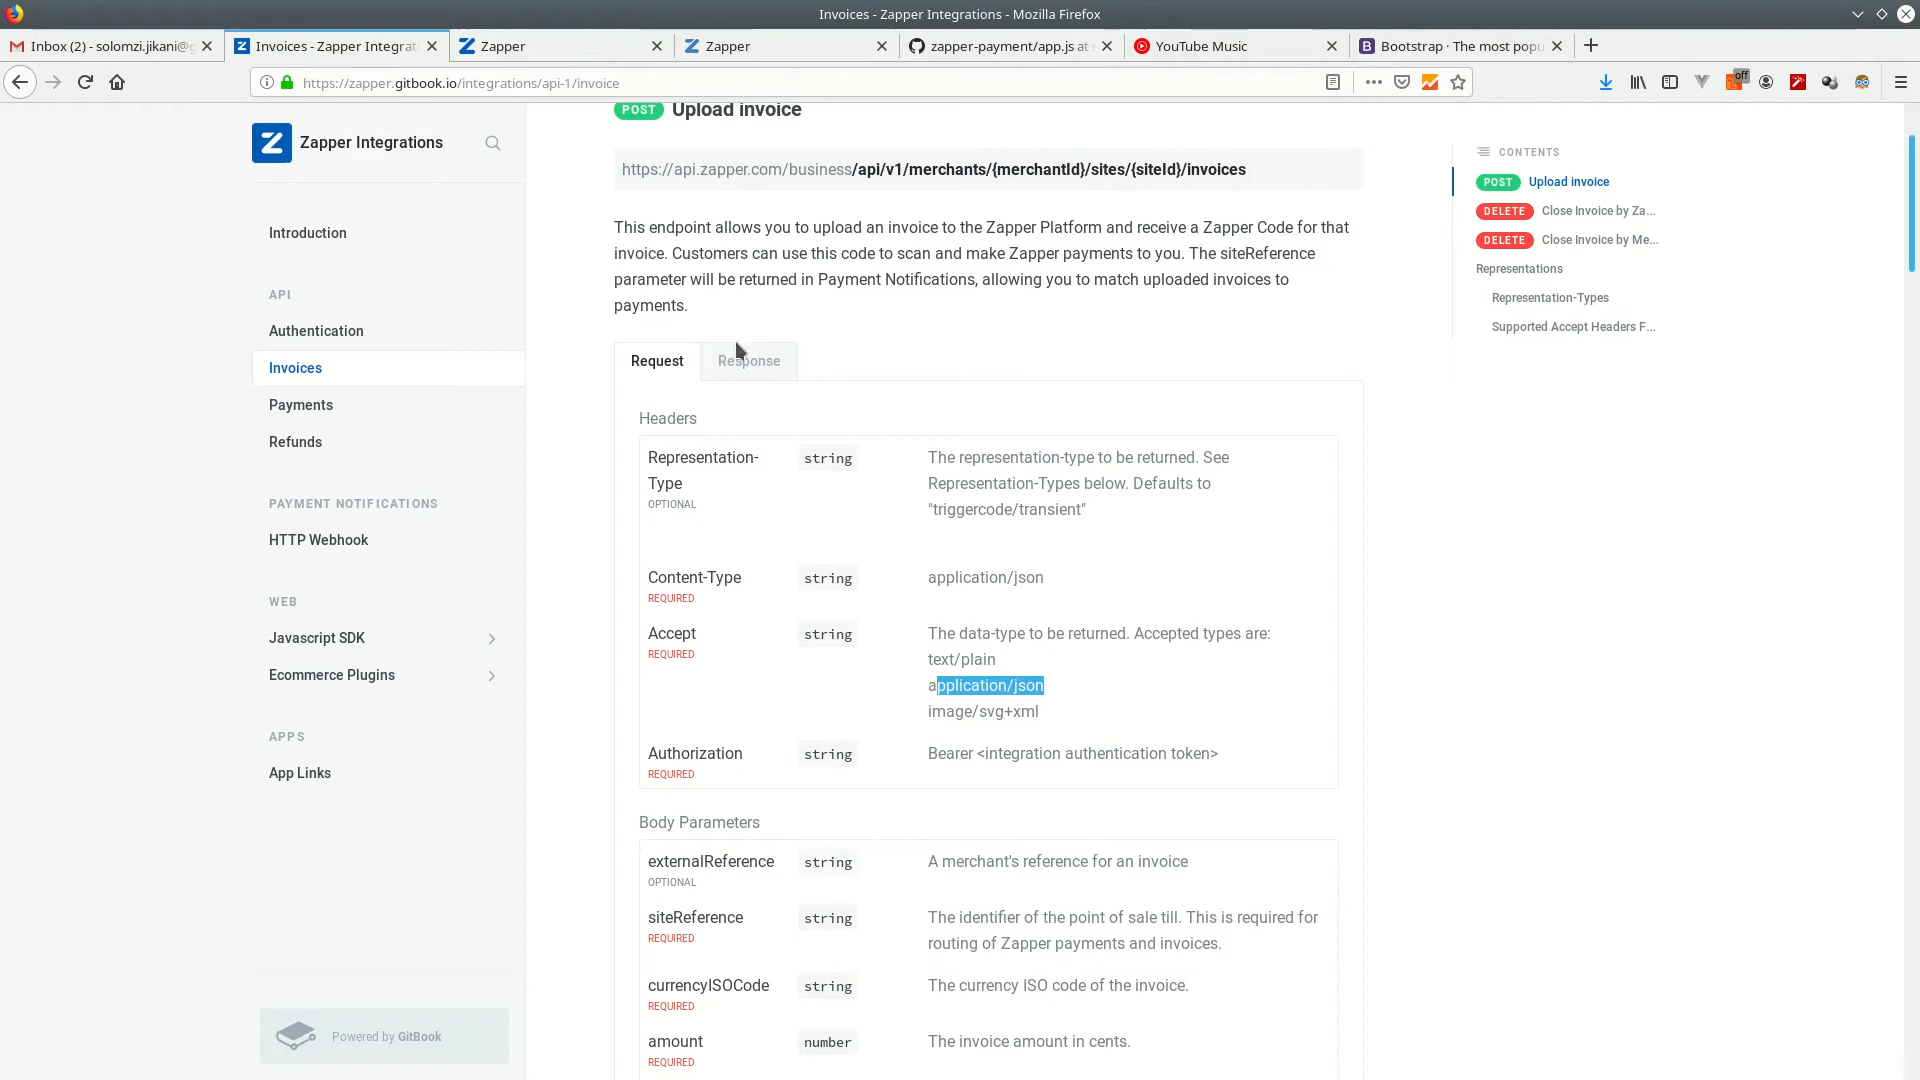 Invoices - Zapper Integrations - Mozilla Firefox
Inbox (2) - solomzi.jikani@g
Invoices - Zapper Integrati
Zapper
Zapper
zapper-payment/app.js at
YouTube Music
Bootstrap · The most popu
off
https://zapper.gitbook.io/integrations/api-1/invoice
Zapper Integrations
Introduction
API
Authentication
Invoices
Payments
Refunds
PAYMENT NOTIFICATIONS
HTTP Webhook
WEB
Javascript SDK
Ecommerce Plugins
APPS
App Links
Powered by GitBook
POST Upload invoice
https://api.zapper.com/business/api/v1/merchants/{merchantId}/sites/{siteId}/invoices
This endpoint allows you to upload an invoice to the Zapper Platform and receive a Zapper Code for that
invoice. Customers can use this code to scan and make Zapper payments to you. The siteReference
parameter will be returned in Payment Notifications, allowing you to match uploaded invoices to
payments.
Request Response
Headers
Representation-
Type
OPTIONAL
string
The representation-type to be returned. See
Representation-Types below. Defaults to
"triggercode/transient"
Content-Type
REQUIRED
string
application/json
Accept
REQUIRED
string
The data-type to be returned. Accepted types are:
text/plain
application/json
image/svg+xml
Authorization
REQUIRED
string
Bearer <integration authentication token>
Body Parameters
externalReference
OPTIONAL
string
A merchant's reference for an invoice
siteReference
REQUIRED
string
The identifier of the point of sale till. This is required for
routing of Zapper payments and invoices.
currencyISOCode
REQUIRED
string
The currency ISO code of the invoice.
amount
REQUIRED
number
The invoice amount in cents.
CONTENTS
POST Upload invoice
DELETE Close Invoice by Za...
DELETE Close Invoice by Me...
Representations
Representation-Types
Supported Accept Headers F...